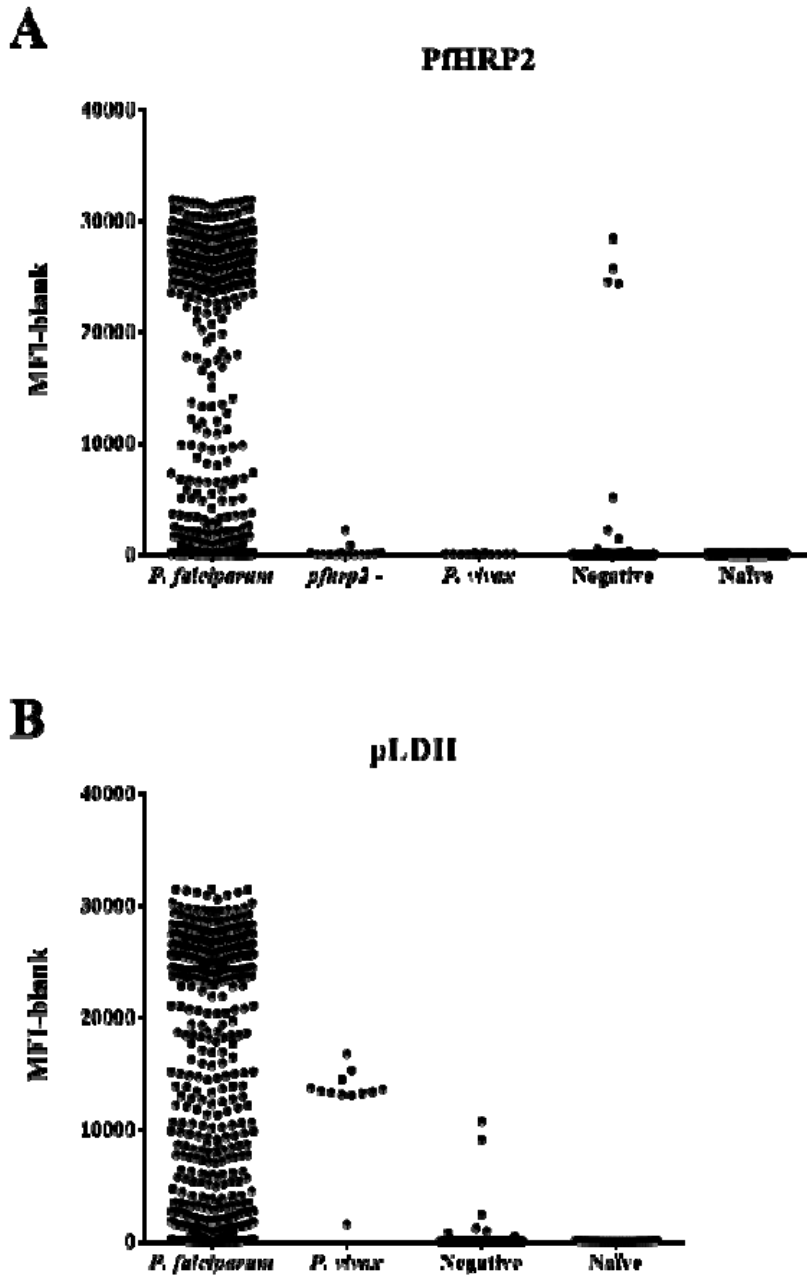 A
PfHRP2
40000
30000
20000
10000
0
MFI-blank
P. falciparum pfhrp2 - P. vivax Negative Naïve
B
pLDH
40000
30000
20000
10000
0
MFI-blank
P. falciparum P. vivax Negative Naïve